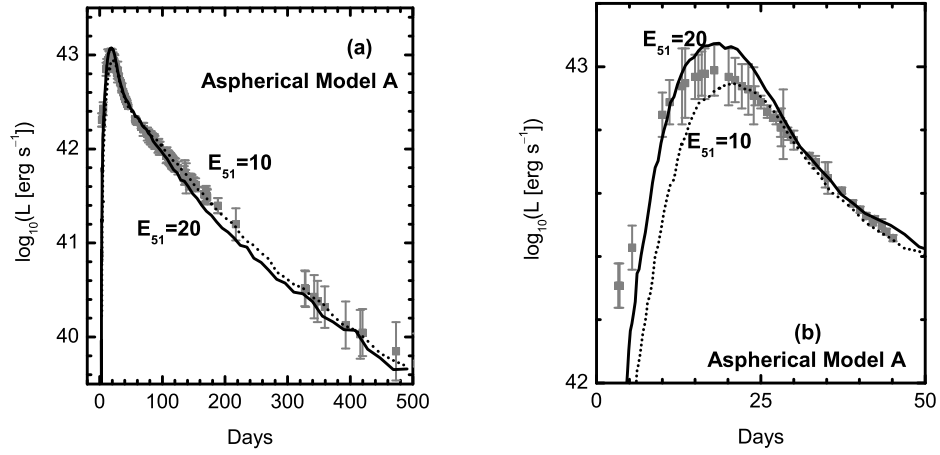 43
42
41
40
log₁₀(L [erg s⁻¹])
(a)
Aspherical Model A
E₅₁=10
E₅₁=20
0 100 200 300 400 500
Days
43
42
log₁₀(L [erg s⁻¹])
E₅₁=20
E₅₁=10
(b)
Aspherical Model A
0 25 50
Days